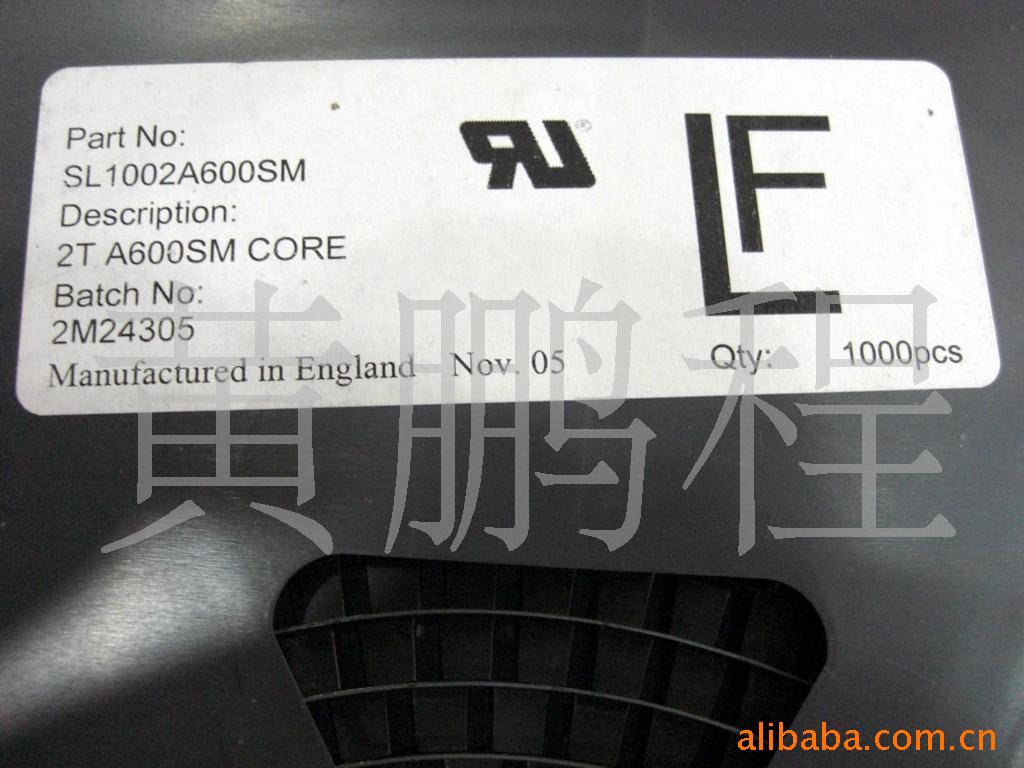 Part No:
SL1002A600SM
Description:
2T A600SM CORE
Batch No:
2M24305
Manufactured in England Nov. 05
RU®
LF
Qty: 1000pcs
黄鹏程
alibaba.com.cn